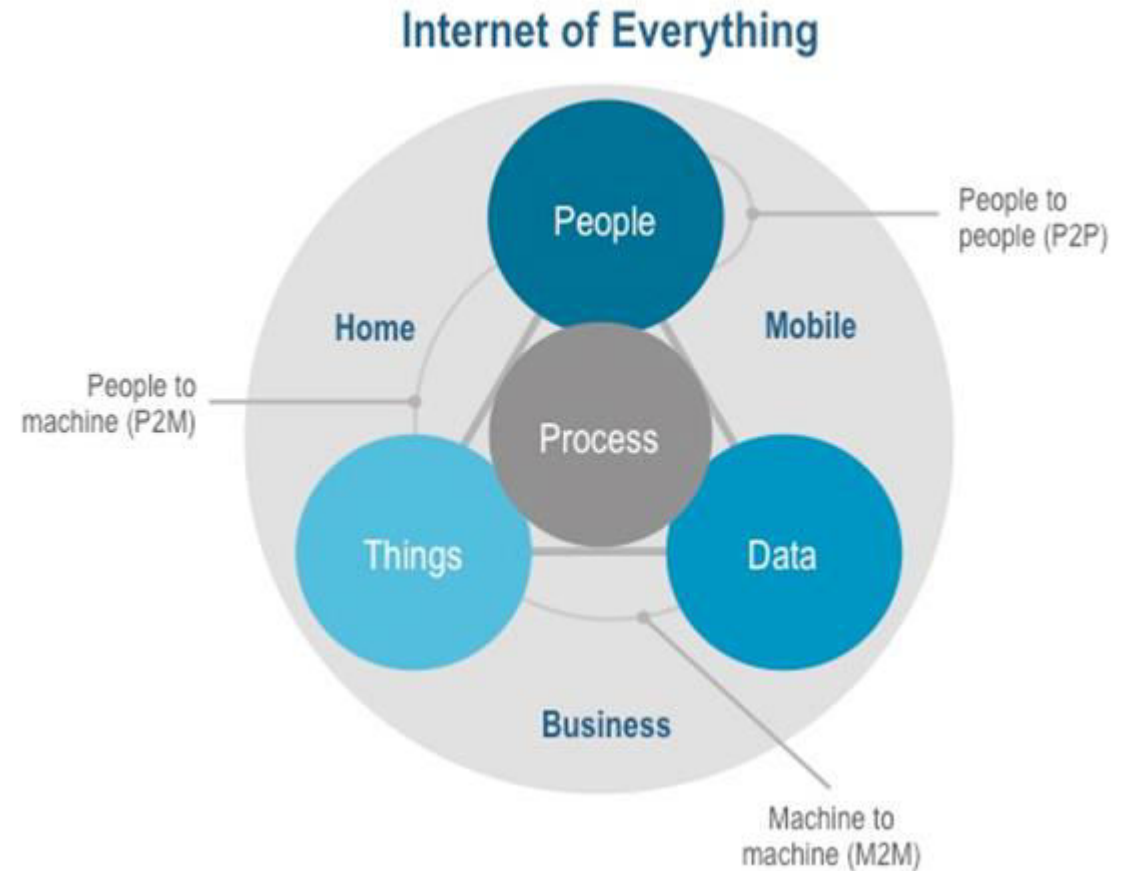 Internet of Everything
People
People to
people (P2P)
Home
Mobile
People to
machine (P2M)
Process
Things
Data
Business
Machine to
machine (M2M)